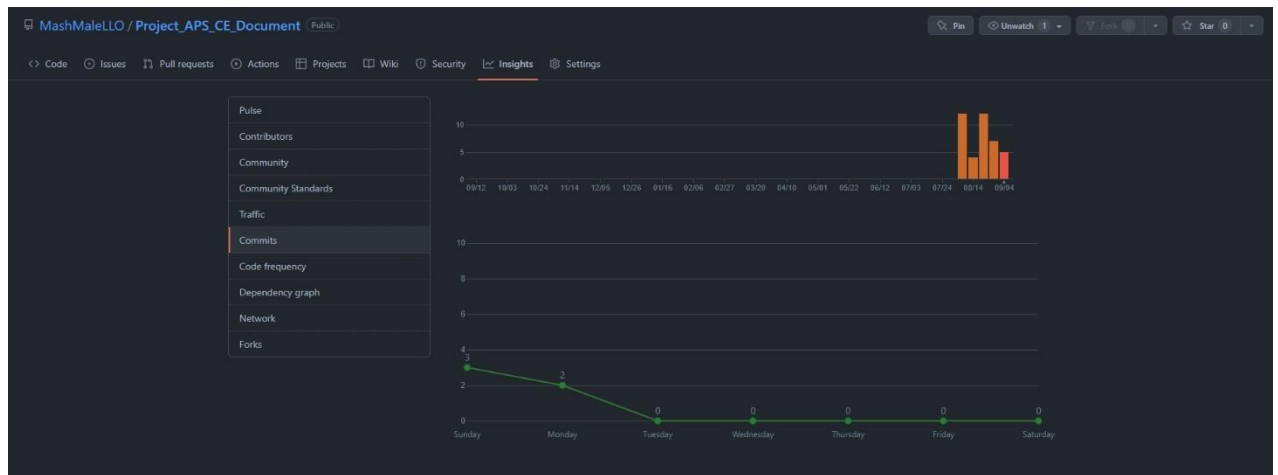 MashMaleLLO / Project_APS_CE_Document Public
Pin Unwatch 1 Fork Star 0
Code Issues Pull requests Actions Projects Wiki Security Insights Settings
Pulse
Contributors
Community
Community Standards
Traffic
Commits
Code frequency
Dependency graph
Network
Forks
10
5
0
09/12 10/03 10/24 11/14 12/05 12/26 01/16 02/06 02/27 03/20 04/10 05/01 05/22 06/12 07/03 07/24 08/14 09/04
10
8
6
4
3
2
2
0
0 0 0 0 0
Sunday Monday Tuesday Wednesday Thursday Friday Saturday